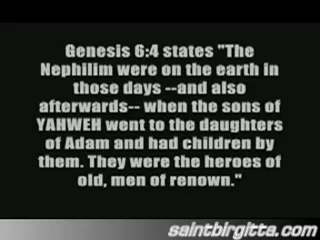 Genesis 6:4 states "The
Nephilim were on the earth in
those days --and also
afterwards-- when the sons of
YAHWEH went to the daughters
of Adam and had children by
them. They were the heroes of
old, men of renown."
saintbirgitta.com